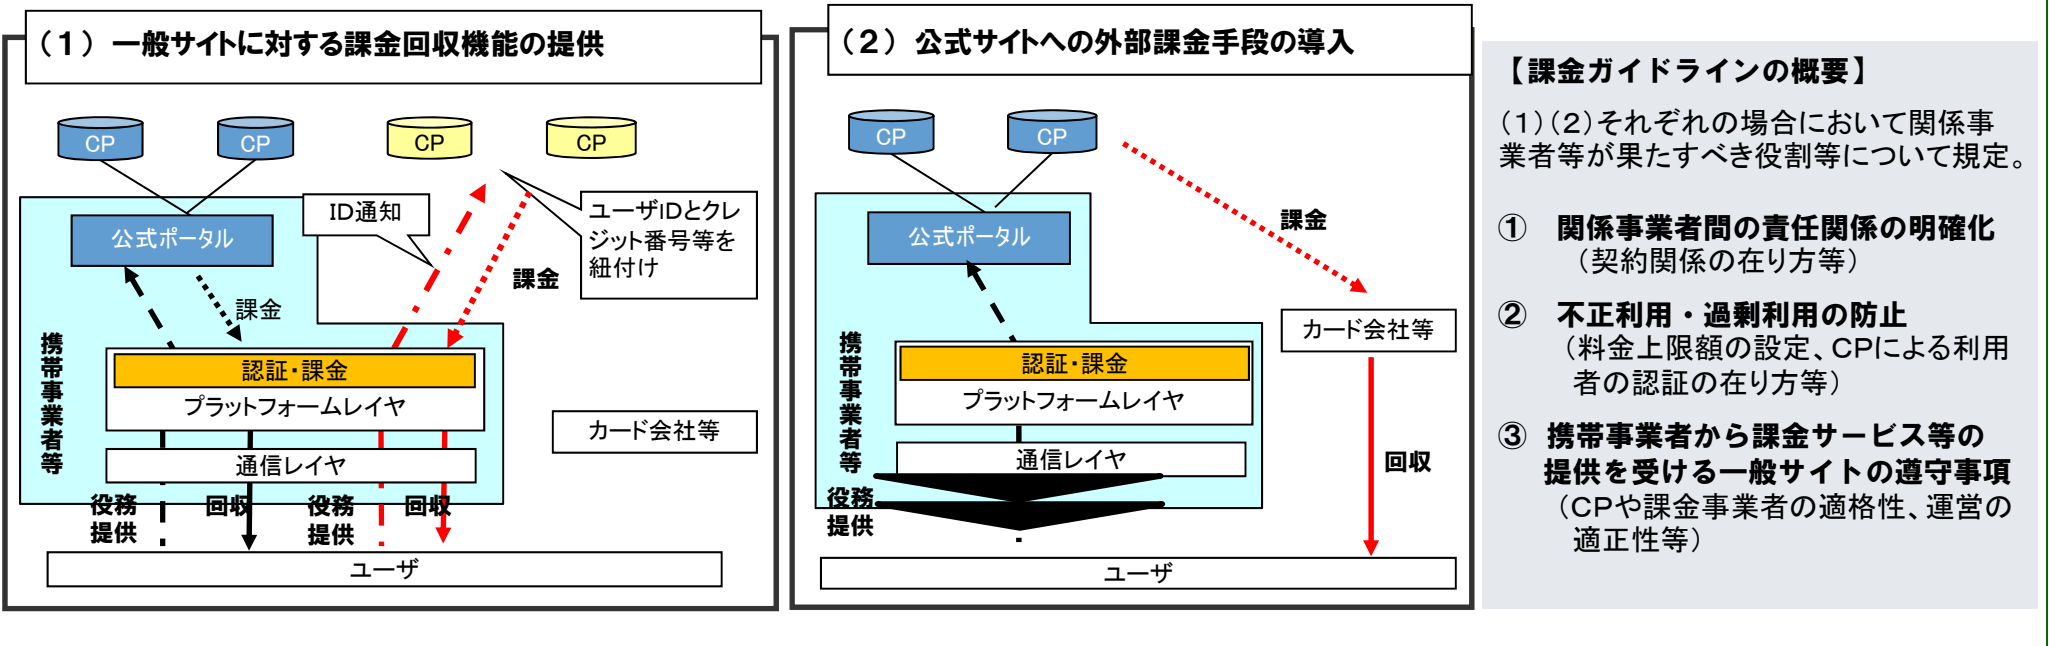 （１）一般サイトに対する課金回収機能の提供
CP
CP
CP
CP
ID通知
ユーザIDとクレ
ジット番号等を
紐付け
公式ポータル
課金
課金
携帯事業者等
認証・課金
プラットフォームレイヤ
カード会社等
通信レイヤ
役務
提供
回収
役務
提供
回収
ユーザ
（２）公式サイトへの外部課金手段の導入
CP
CP
課金
公式ポータル
カード会社等
携帯事業者等
認証・課金
プラットフォームレイヤ
通信レイヤ
回収
役務
提供
ユーザ
【課金ガイドラインの概要】
（１）（２）それぞれの場合において関係事
業者等が果たすべき役割等について規定。
① 関係事業者間の責任関係の明確化
（契約関係の在り方等）
② 不正利用・過剰利用の防止
（料金上限額の設定、CPによる利用
者の認証の在り方等）
③ 携帯事業者から課金サービス等の
提供を受ける一般サイトの遵守事項
（CPや課金事業者の適格性、運営の
適正性等）